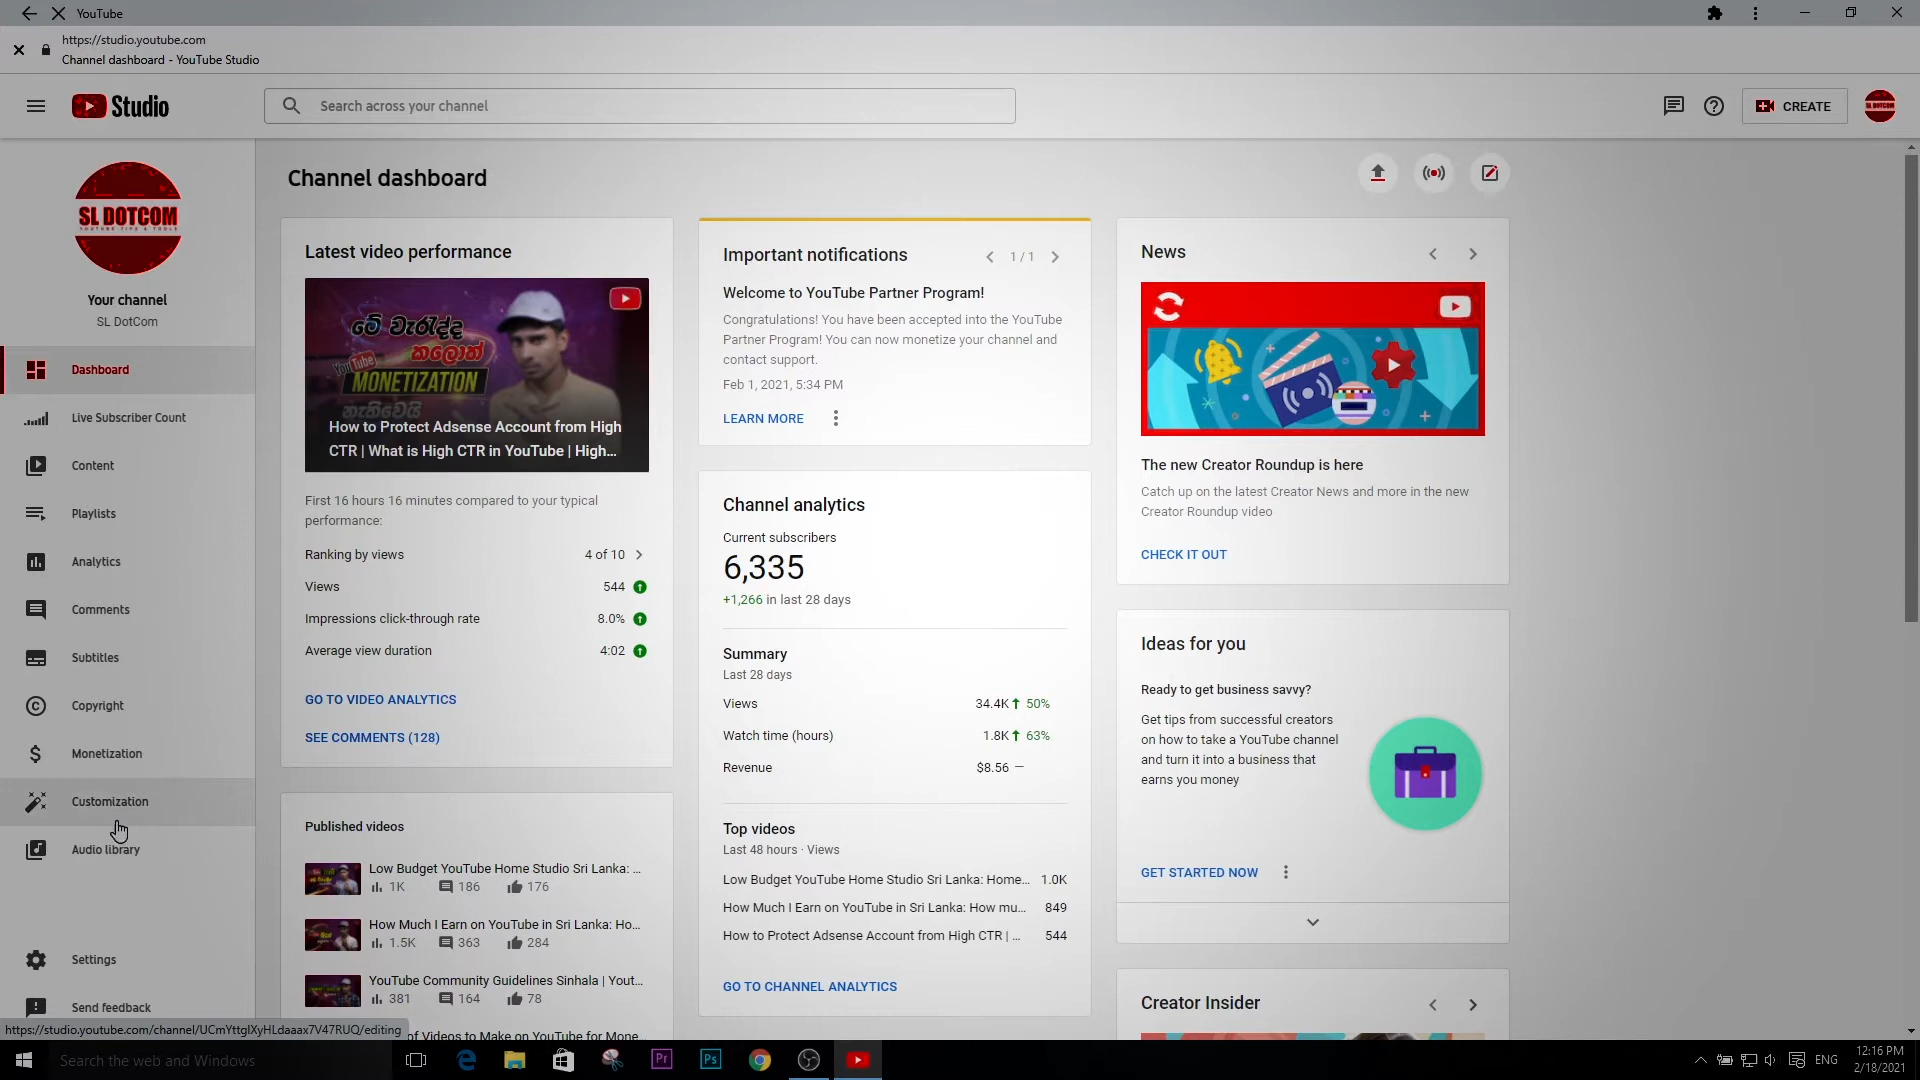 YouTube
https://studio.youtube.com
Channel dashboard - YouTube Studio
Studio
Search across your channel
CREATE
SL DOTCOM
YOUTUBE TIPS & TOOLS
Your channel
SL DotCom
Dashboard
Live Subscriber Count
Content
Playlists
Analytics
Comments
Subtitles
Copyright
Monetization
Customization
Audio library
Settings
Send feedback
https://studio.youtube.com/channel/UCmYttgIXyHLdaaax7V47RUQ/editing
Channel dashboard
Latest video performance
මේ වැරැද්ද
කලොත්
YouTube
MONETIZATION
නැතිවෙයි
How to Protect Adsense Account from High
CTR | What is High CTR in YouTube | High...
First 16 hours 16 minutes compared to your typical
performance:
Ranking by views 4 of 10
Views 544
Impressions click-through rate 8.0%
Average view duration 4:02
GO TO VIDEO ANALYTICS
SEE COMMENTS (128)
Published videos
Low Budget YouTube Home Studio Sri Lanka: ...
1K 186 176
How Much I Earn on YouTube in Sri Lanka: Ho...
1.5K 363 284
YouTube Community Guidelines Sinhala | Yout...
381 164 78
of Videos to Make on YouTube for Mone...
Important notifications
1 / 1
Welcome to YouTube Partner Program!
Congratulations! You have been accepted into the YouTube
Partner Program! You can now monetize your channel and
contact support.
Feb 1, 2021, 5:34 PM
LEARN MORE
Channel analytics
Current subscribers
6,335
+1,266 in last 28 days
Summary
Last 28 days
Views 34.4K 50%
Watch time (hours) 1.8K 63%
Revenue $8.56 —
Top videos
Last 48 hours · Views
Low Budget YouTube Home Studio Sri Lanka: Home... 1.0K
How Much I Earn on YouTube in Sri Lanka: How mu... 849
How to Protect Adsense Account from High CTR | ... 544
GO TO CHANNEL ANALYTICS
News
The new Creator Roundup is here
Catch up on the latest Creator News and more in the new
Creator Roundup video
CHECK IT OUT
Ideas for you
Ready to get business savvy?
Get tips from successful creators
on how to take a YouTube channel
and turn it into a business that
earns you money
GET STARTED NOW
Creator Insider
Search the web and Windows
Pr
Ps
ENG
12:16 PM
2/18/2021